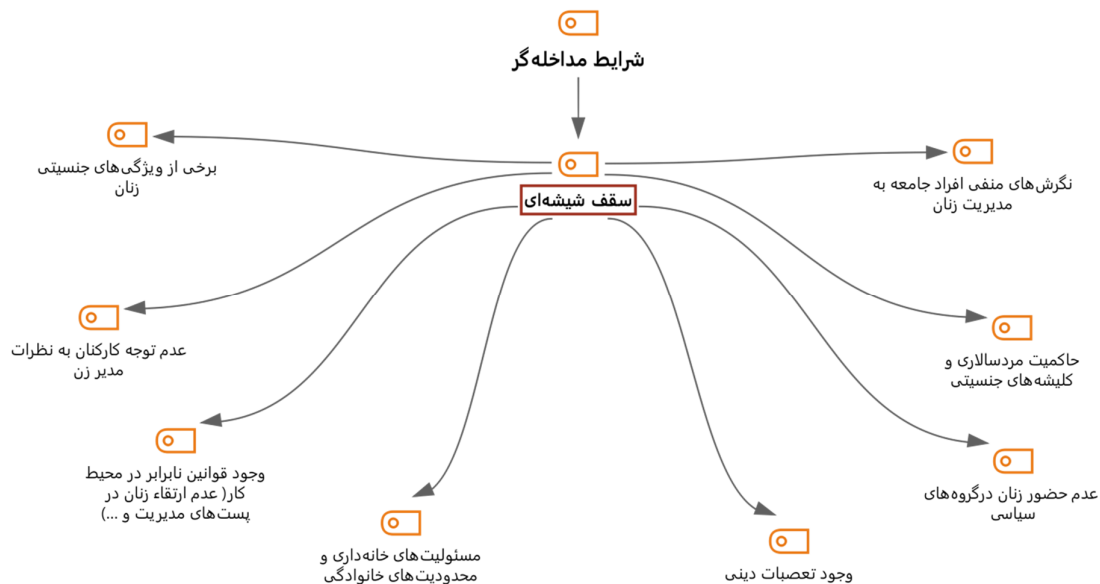 شرایط مداخله‌گر
سقف شیشه‌ای
نگرش‌های منفی افراد جامعه به
مدیریت زنان
برخی از ویژگی‌های جنسیتی
زنان
حاکمیت مردسالاری و
کلیشه‌های جنسیتی
عدم توجه کارکنان به نظرات
مدیر زن
عدم حضور زنان درگروه‌های
سیاسی
وجود قوانین نابرابر در محیط
کار( عدم ارتقاء زنان در
پست‌های مدیریت و ...)
وجود تعصبات دینی
مسئولیت‌های خانه‌داری و
محدودیت‌های خانوادگی